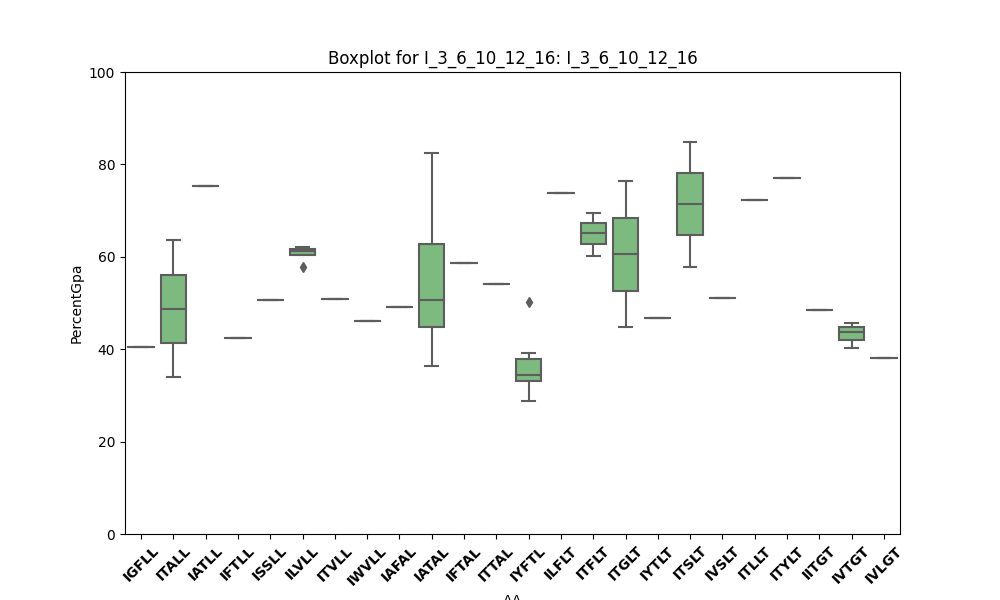 Boxplot for I_3_6_10_12_16: I_3_6_10_12_16
100
80
60
40
20
0
PercentGpa
IGFLL ITALL IATLL IFTLL ISSLL ILVLL ITVLL IWVLL IAFAL IATAL IFTAL ITTAL IYFTL ILFLT ITFLT ITGLT IYTLT ITSLT IVSLT ITLLT ITYLT IITGT IVTGT IVLGT
AA